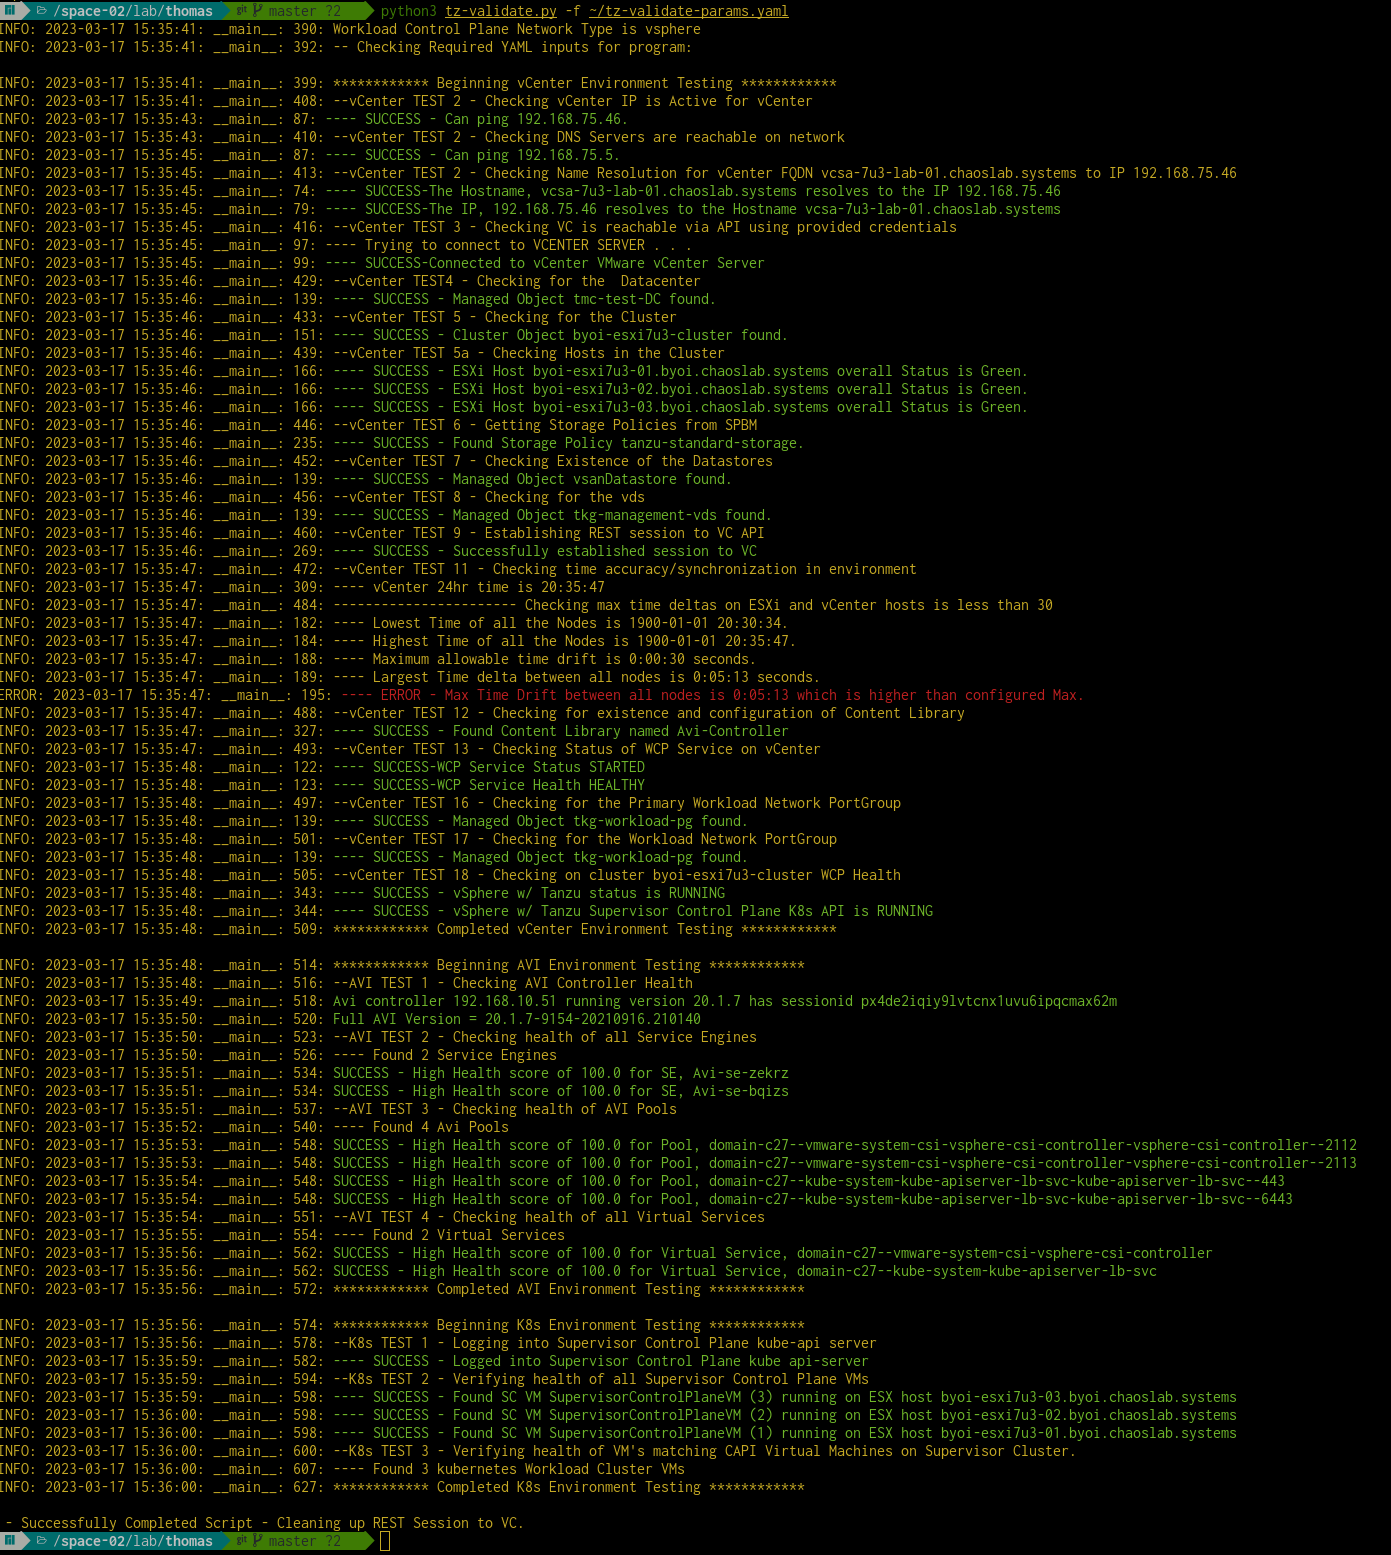 /space-02/lab/thomas git master ?2 python3 tz-validate.py -f ~/tz-validate-params.yaml
INFO: 2023-03-17 15:35:41: __main__: 390: Workload Control Plane Network Type is vsphere
INFO: 2023-03-17 15:35:41: __main__: 392: -- Checking Required YAML inputs for program:
INFO: 2023-03-17 15:35:41: __main__: 399: ************ Beginning vCenter Environment Testing ************
INFO: 2023-03-17 15:35:41: __main__: 408: --vCenter TEST 2 - Checking vCenter IP is Active for vCenter
INFO: 2023-03-17 15:35:43: __main__: 87: ---- SUCCESS - Can ping 192.168.75.46.
INFO: 2023-03-17 15:35:43: __main__: 410: --vCenter TEST 2 - Checking DNS Servers are reachable on network
INFO: 2023-03-17 15:35:45: __main__: 87: ---- SUCCESS - Can ping 192.168.75.5.
INFO: 2023-03-17 15:35:45: __main__: 413: --vCenter TEST 2 - Checking Name Resolution for vCenter FQDN vcsa-7u3-lab-01.chaoslab.systems to IP 192.168.75.46
INFO: 2023-03-17 15:35:45: __main__: 74: ---- SUCCESS-The Hostname, vcsa-7u3-lab-01.chaoslab.systems resolves to the IP 192.168.75.46
INFO: 2023-03-17 15:35:45: __main__: 79: ---- SUCCESS-The IP, 192.168.75.46 resolves to the Hostname vcsa-7u3-lab-01.chaoslab.systems
INFO: 2023-03-17 15:35:45: __main__: 416: --vCenter TEST 3 - Checking VC is reachable via API using provided credentials
INFO: 2023-03-17 15:35:45: __main__: 97: ---- Trying to connect to VCENTER SERVER . . .
INFO: 2023-03-17 15:35:45: __main__: 99: ---- SUCCESS-Connected to vCenter VMware vCenter Server
INFO: 2023-03-17 15:35:46: __main__: 429: --vCenter TEST4 - Checking for the  Datacenter
INFO: 2023-03-17 15:35:46: __main__: 139: ---- SUCCESS - Managed Object tmc-test-DC found.
INFO: 2023-03-17 15:35:46: __main__: 433: --vCenter TEST 5 - Checking for the Cluster
INFO: 2023-03-17 15:35:46: __main__: 151: ---- SUCCESS - Cluster Object byoi-esxi7u3-cluster found.
INFO: 2023-03-17 15:35:46: __main__: 439: --vCenter TEST 5a - Checking Hosts in the Cluster
INFO: 2023-03-17 15:35:46: __main__: 166: ---- SUCCESS - ESXi Host byoi-esxi7u3-01.byoi.chaoslab.systems overall Status is Green.
INFO: 2023-03-17 15:35:46: __main__: 166: ---- SUCCESS - ESXi Host byoi-esxi7u3-02.byoi.chaoslab.systems overall Status is Green.
INFO: 2023-03-17 15:35:46: __main__: 166: ---- SUCCESS - ESXi Host byoi-esxi7u3-03.byoi.chaoslab.systems overall Status is Green.
INFO: 2023-03-17 15:35:46: __main__: 446: --vCenter TEST 6 - Getting Storage Policies from SPBM
INFO: 2023-03-17 15:35:46: __main__: 235: ---- SUCCESS - Found Storage Policy tanzu-standard-storage.
INFO: 2023-03-17 15:35:46: __main__: 452: --vCenter TEST 7 - Checking Existence of the Datastores
INFO: 2023-03-17 15:35:46: __main__: 139: ---- SUCCESS - Managed Object vsanDatastore found.
INFO: 2023-03-17 15:35:46: __main__: 456: --vCenter TEST 8 - Checking for the vds
INFO: 2023-03-17 15:35:46: __main__: 139: ---- SUCCESS - Managed Object tkg-management-vds found.
INFO: 2023-03-17 15:35:46: __main__: 460: --vCenter TEST 9 - Establishing REST session to VC API
INFO: 2023-03-17 15:35:46: __main__: 269: ---- SUCCESS - Successfully established session to VC
INFO: 2023-03-17 15:35:47: __main__: 472: --vCenter TEST 11 - Checking time accuracy/synchronization in environment
INFO: 2023-03-17 15:35:47: __main__: 309: ---- vCenter 24hr time is 20:35:47
INFO: 2023-03-17 15:35:47: __main__: 484: ----------------------- Checking max time deltas on ESXi and vCenter hosts is less than 30
INFO: 2023-03-17 15:35:47: __main__: 182: ---- Lowest Time of all the Nodes is 1900-01-01 20:30:34.
INFO: 2023-03-17 15:35:47: __main__: 184: ---- Highest Time of all the Nodes is 1900-01-01 20:35:47.
INFO: 2023-03-17 15:35:47: __main__: 188: ---- Maximum allowable time drift is 0:00:30 seconds.
INFO: 2023-03-17 15:35:47: __main__: 189: ---- Largest Time delta between all nodes is 0:05:13 seconds.
ERROR: 2023-03-17 15:35:47: __main__: 195: ---- ERROR - Max Time Drift between all nodes is 0:05:13 which is higher than configured Max.
INFO: 2023-03-17 15:35:47: __main__: 488: --vCenter TEST 12 - Checking for existence and configuration of Content Library
INFO: 2023-03-17 15:35:47: __main__: 327: ---- SUCCESS - Found Content Library named Avi-Controller
INFO: 2023-03-17 15:35:47: __main__: 493: --vCenter TEST 13 - Checking Status of WCP Service on vCenter
INFO: 2023-03-17 15:35:48: __main__: 122: ---- SUCCESS-WCP Service Status STARTED
INFO: 2023-03-17 15:35:48: __main__: 123: ---- SUCCESS-WCP Service Health HEALTHY
INFO: 2023-03-17 15:35:48: __main__: 497: --vCenter TEST 16 - Checking for the Primary Workload Network PortGroup
INFO: 2023-03-17 15:35:48: __main__: 139: ---- SUCCESS - Managed Object tkg-workload-pg found.
INFO: 2023-03-17 15:35:48: __main__: 501: --vCenter TEST 17 - Checking for the Workload Network PortGroup
INFO: 2023-03-17 15:35:48: __main__: 139: ---- SUCCESS - Managed Object tkg-workload-pg found.
INFO: 2023-03-17 15:35:48: __main__: 505: --vCenter TEST 18 - Checking on cluster byoi-esxi7u3-cluster WCP Health
INFO: 2023-03-17 15:35:48: __main__: 343: ---- SUCCESS - vSphere w/ Tanzu status is RUNNING
INFO: 2023-03-17 15:35:48: __main__: 344: ---- SUCCESS - vSphere w/ Tanzu Supervisor Control Plane K8s API is RUNNING
INFO: 2023-03-17 15:35:48: __main__: 509: ************ Completed vCenter Environment Testing ************
INFO: 2023-03-17 15:35:48: __main__: 514: ************ Beginning AVI Environment Testing ************
INFO: 2023-03-17 15:35:48: __main__: 516: --AVI TEST 1 - Checking AVI Controller Health
INFO: 2023-03-17 15:35:49: __main__: 518: Avi controller 192.168.10.51 running version 20.1.7 has sessionid px4de2iqiy9lvtcnx1uvu6ipqcmax62m
INFO: 2023-03-17 15:35:50: __main__: 520: Full AVI Version = 20.1.7-9154-20210916.210140
INFO: 2023-03-17 15:35:50: __main__: 523: --AVI TEST 2 - Checking health of all Service Engines
INFO: 2023-03-17 15:35:50: __main__: 526: ---- Found 2 Service Engines
INFO: 2023-03-17 15:35:51: __main__: 534: SUCCESS - High Health score of 100.0 for SE, Avi-se-zekrz
INFO: 2023-03-17 15:35:51: __main__: 534: SUCCESS - High Health score of 100.0 for SE, Avi-se-bqizs
INFO: 2023-03-17 15:35:51: __main__: 537: --AVI TEST 3 - Checking health of AVI Pools
INFO: 2023-03-17 15:35:52: __main__: 540: ---- Found 4 Avi Pools
INFO: 2023-03-17 15:35:53: __main__: 548: SUCCESS - High Health score of 100.0 for Pool, domain-c27--vmware-system-csi-vsphere-csi-controller-vsphere-csi-controller--2112
INFO: 2023-03-17 15:35:53: __main__: 548: SUCCESS - High Health score of 100.0 for Pool, domain-c27--vmware-system-csi-vsphere-csi-controller-vsphere-csi-controller--2113
INFO: 2023-03-17 15:35:54: __main__: 548: SUCCESS - High Health score of 100.0 for Pool, domain-c27--kube-system-kube-apiserver-lb-svc-kube-apiserver-lb-svc--443
INFO: 2023-03-17 15:35:54: __main__: 548: SUCCESS - High Health score of 100.0 for Pool, domain-c27--kube-system-kube-apiserver-lb-svc-kube-apiserver-lb-svc--6443
INFO: 2023-03-17 15:35:54: __main__: 551: --AVI TEST 4 - Checking health of all Virtual Services
INFO: 2023-03-17 15:35:55: __main__: 554: ---- Found 2 Virtual Services
INFO: 2023-03-17 15:35:56: __main__: 562: SUCCESS - High Health score of 100.0 for Virtual Service, domain-c27--vmware-system-csi-vsphere-csi-controller
INFO: 2023-03-17 15:35:56: __main__: 562: SUCCESS - High Health score of 100.0 for Virtual Service, domain-c27--kube-system-kube-apiserver-lb-svc
INFO: 2023-03-17 15:35:56: __main__: 572: ************ Completed AVI Environment Testing ************
INFO: 2023-03-17 15:35:56: __main__: 574: ************ Beginning K8s Environment Testing ************
INFO: 2023-03-17 15:35:56: __main__: 578: --K8s TEST 1 - Logging into Supervisor Control Plane kube-api server
INFO: 2023-03-17 15:35:59: __main__: 582: ---- SUCCESS - Logged into Supervisor Control Plane kube api-server
INFO: 2023-03-17 15:35:59: __main__: 594: --K8s TEST 2 - Verifying health of all Supervisor Control Plane VMs
INFO: 2023-03-17 15:35:59: __main__: 598: ---- SUCCESS - Found SC VM SupervisorControlPlaneVM (3) running on ESX host byoi-esxi7u3-03.byoi.chaoslab.systems
INFO: 2023-03-17 15:36:00: __main__: 598: ---- SUCCESS - Found SC VM SupervisorControlPlaneVM (2) running on ESX host byoi-esxi7u3-02.byoi.chaoslab.systems
INFO: 2023-03-17 15:36:00: __main__: 598: ---- SUCCESS - Found SC VM SupervisorControlPlaneVM (1) running on ESX host byoi-esxi7u3-01.byoi.chaoslab.systems
INFO: 2023-03-17 15:36:00: __main__: 600: --K8s TEST 3 - Verifying health of VM's matching CAPI Virtual Machines on Supervisor Cluster.
INFO: 2023-03-17 15:36:00: __main__: 607: ---- Found 3 kubernetes Workload Cluster VMs
INFO: 2023-03-17 15:36:00: __main__: 627: ************ Completed K8s Environment Testing ************
- Successfully Completed Script - Cleaning up REST Session to VC.
/space-02/lab/thomas git master ?2